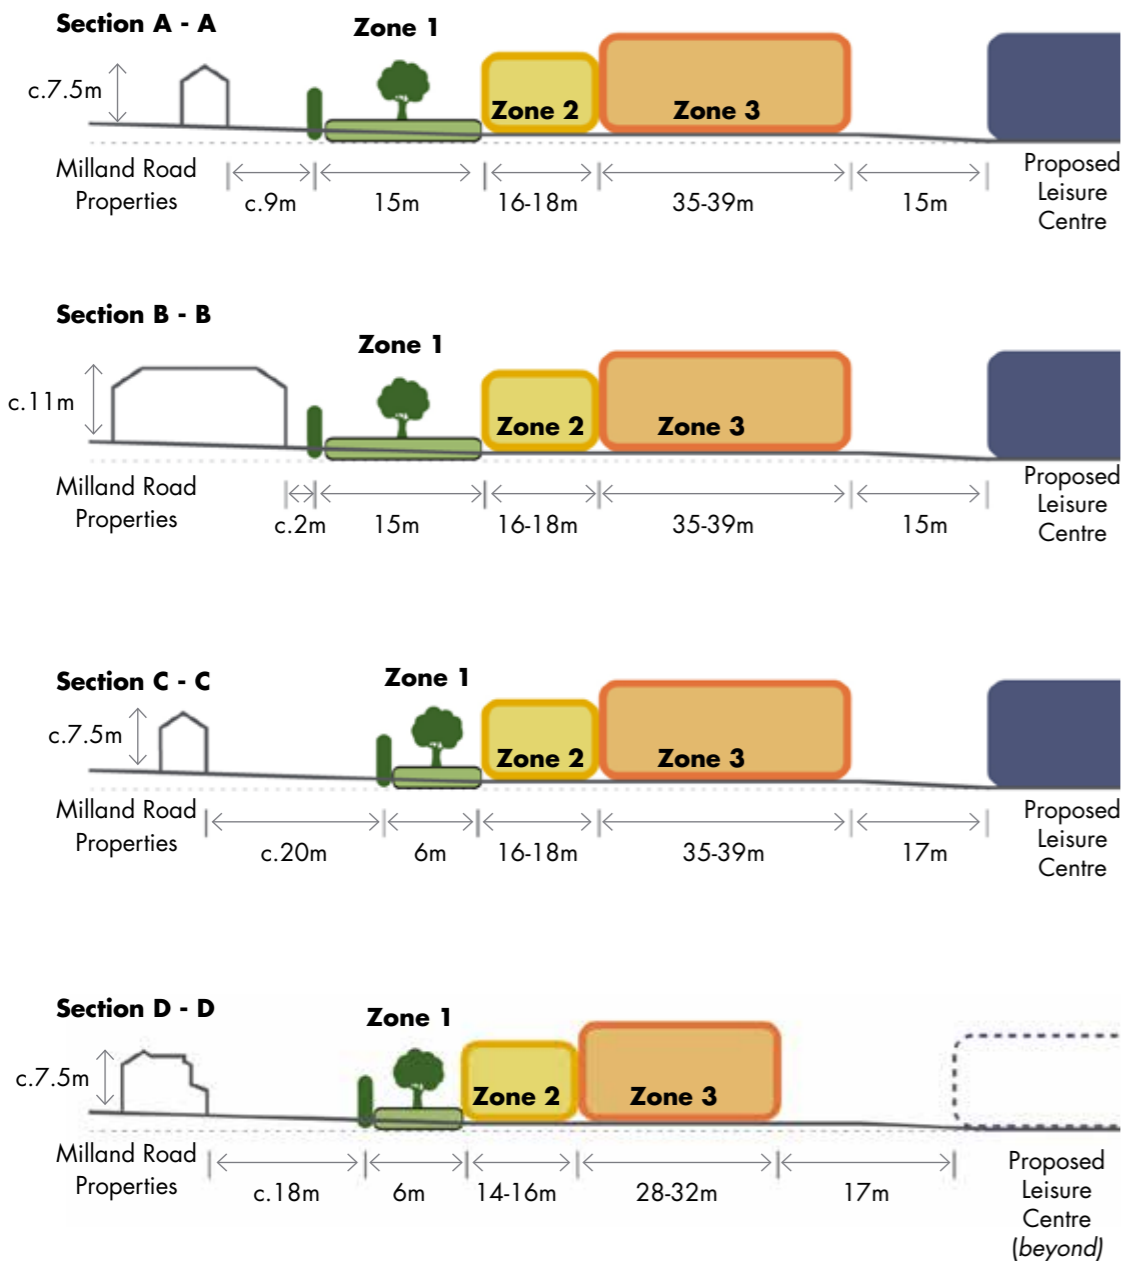 Section A - A
Zone 1
c.7.5m
Zone 2
Zone 3
Milland Road
Properties
c.9m
15m
16-18m
35-39m
15m
Proposed
Leisure
Centre
Section B - B
Zone 1
c.11m
Zone 2
Zone 3
Milland Road
Properties
c.2m
15m
16-18m
35-39m
15m
Proposed
Leisure
Centre
Section C - C
Zone 1
c.7.5m
Zone 2
Zone 3
Milland Road
Properties
c.20m
6m
16-18m
35-39m
17m
Proposed
Leisure
Centre
Section D - D
Zone 1
c.7.5m
Zone 2
Zone 3
Milland Road
Properties
c.18m
6m
14-16m
28-32m
17m
Proposed
Leisure
Centre
(beyond)